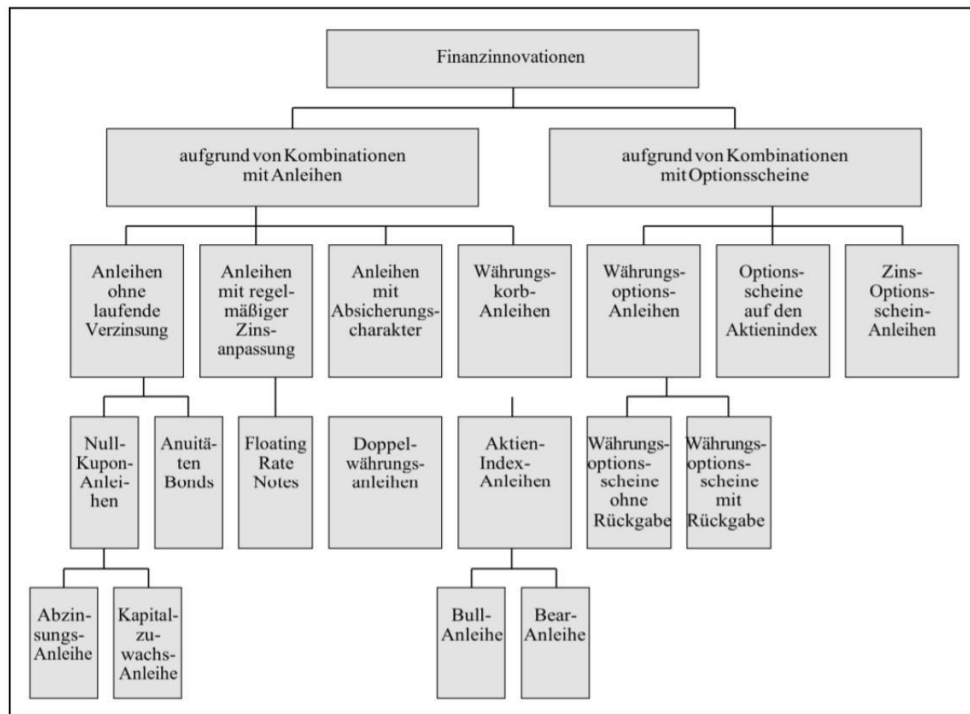 Finanzinnovationen
aufgrund von Kombinationen
mit Anleihen
aufgrund von Kombinationen
mit Optionsscheine
Anleihen
ohne
laufende
Verzinsung
Anleihen
mit regel-
mäßiger
Zins-
anpassung
Anleihen
mit
Absicherungs-
charakter
Währungs-
korb-
Anleihen
Währungs-
options-
Anleihen
Options-
scheine
auf den
Aktienindex
Zins-
Options-
schein-
Anleihen
Null-
Kupon-
Anlei-
hen
Anuitä-
ten
Bonds
Floating
Rate
Notes
Doppel-
währungs-
anleihen
Aktien-
Index-
Anleihen
Währungs-
options-
scheine
ohne
Rückgabe
Währungs-
options-
scheine
mit
Rückgabe
Abzin-
sungs-
Anleihe
Kapital-
zu-
wachs-
Anleihe
Bull-
Anleihe
Bear-
Anleihe